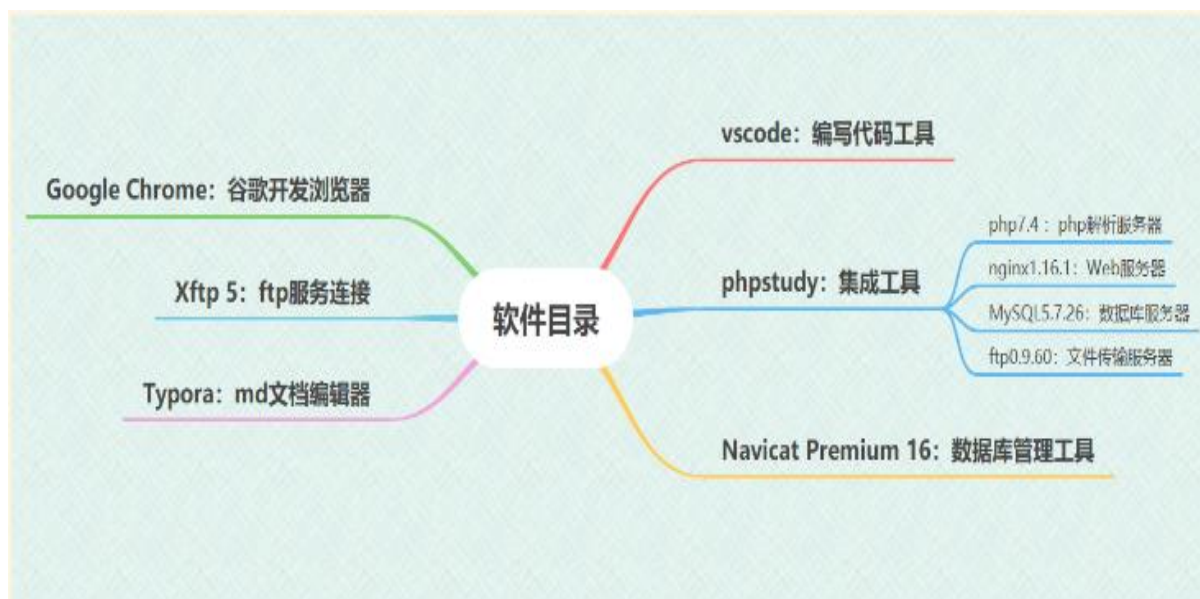 Google Chrome：谷歌开发浏览器
Xftp 5：ftp服务连接
Typora：md文档编辑器
软件目录
vscode：编写代码工具
phpstudy：集成工具
php7.4 ：php解析服务器
nginx1.16.1：Web服务器
MySQL5.7.26：数据库服务器
ftp0.9.60：文件传输服务器
Navicat Premium 16：数据库管理工具